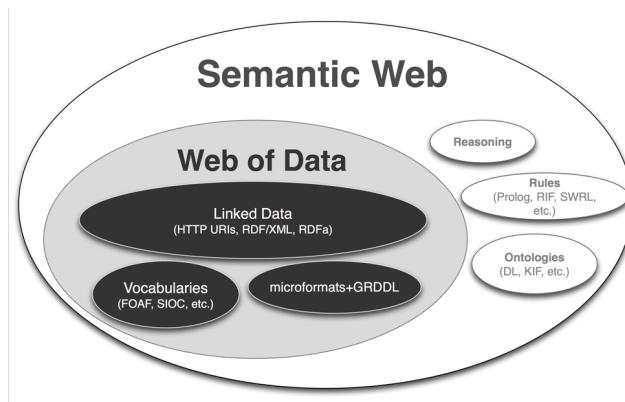 Semantic Web
Web of Data
Linked Data
(HTTP URIs, RDF/XML, RDFa)
Vocabularies
(FOAF, SIOC, etc.)
microformats+GRDDL
Reasoning
Rules
(Prolog, RIF, SWRL,
etc.)
Ontologies
(DL, KIF, etc.)